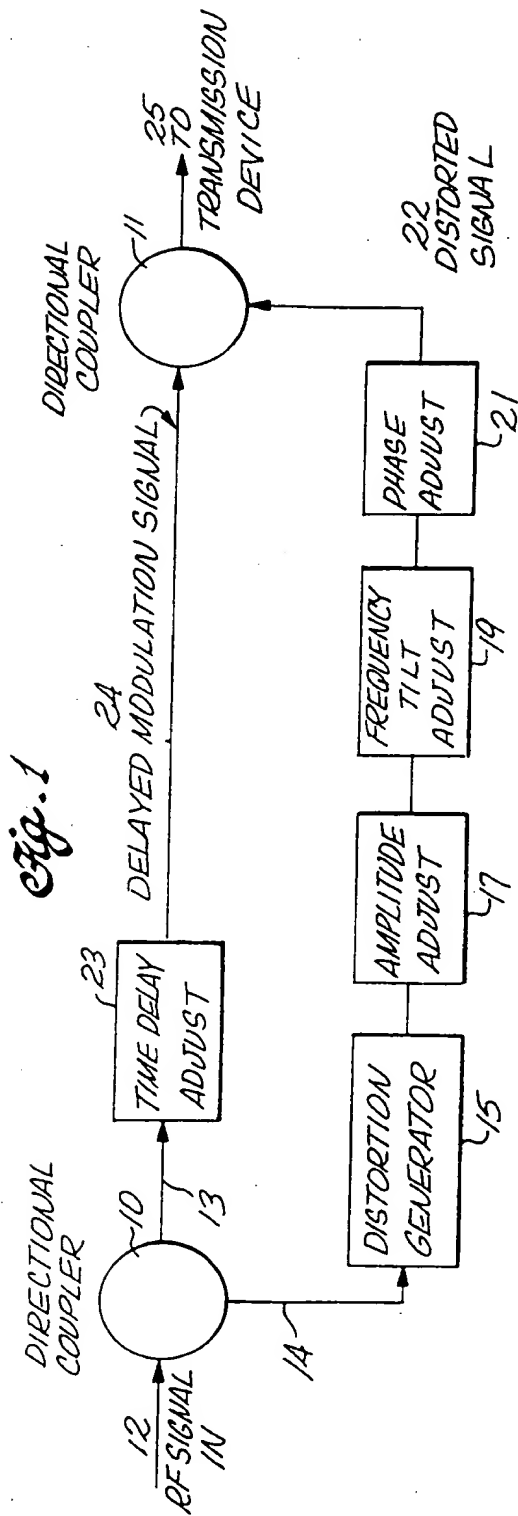 Fig. 1
DIRECTIONAL
COUPLER
10
12
RF SIGNAL
IN
13
14
23
TIME DELAY
ADJUST
24
DELAYED MODULATION SIGNAL
DIRECTIONAL
COUPLER
11
25
TO
TRANSMISSION
DEVICE
DISTORTION
GENERATOR
15
AMPLITUDE
ADJUST
17
FREQUENCY
TILT
ADJUST
19
PHASE
ADJUST
21
22
DISTORTED
SIGNAL